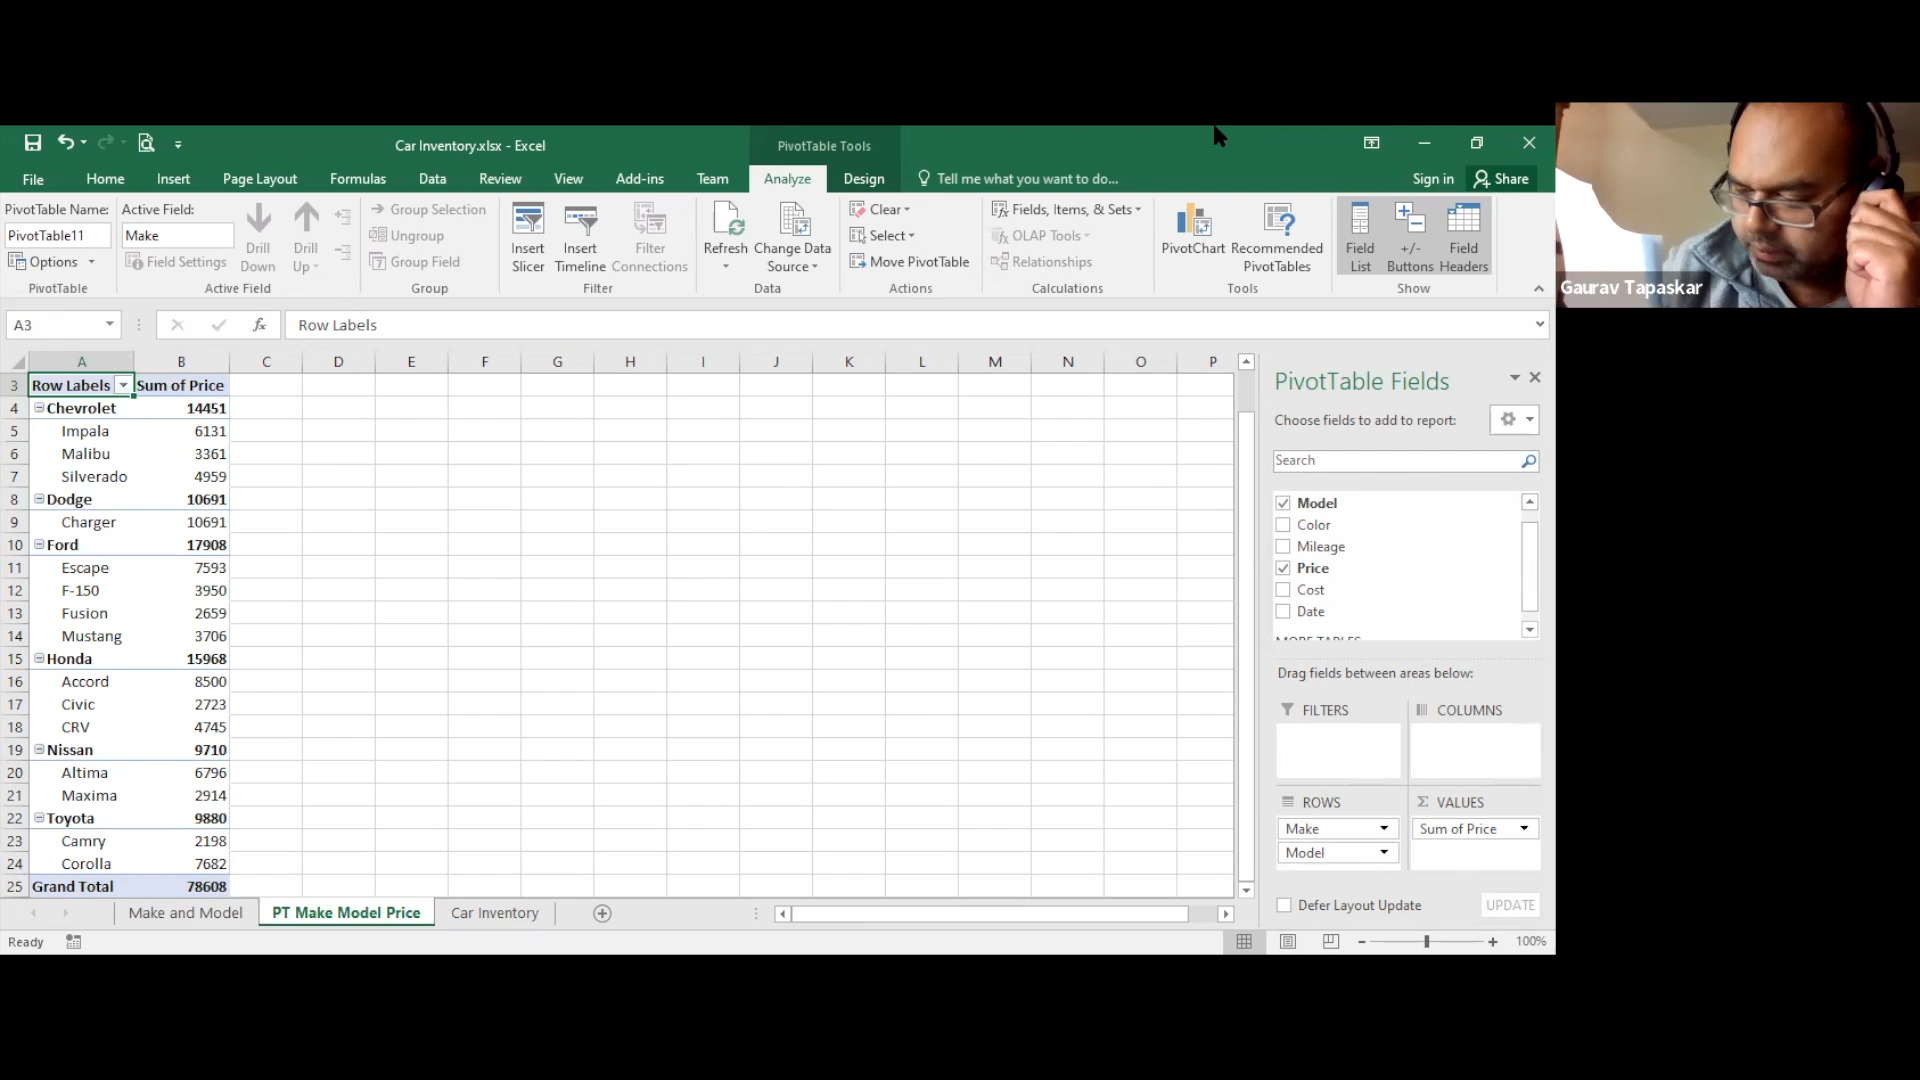 Car Inventory.xlsx - Excel
PivotTable Tools
File Home Insert Page Layout Formulas Data Review View Add-ins Team Analyze Design Tell me what you want to do... Sign in Share
PivotTable Name:
PivotTable11
Options
PivotTable
Active Field:
Make
Field Settings
Drill Down
Drill Up
Active Field
Group Selection
Ungroup
Group Field
Group
Insert Slicer
Insert Timeline
Filter Connections
Filter
Refresh
Change Data Source
Data
Clear
Select
Move PivotTable
Actions
Fields, Items, & Sets
OLAP Tools
Relationships
Calculations
PivotChart
Recommended PivotTables
Tools
Field List
+/- Buttons
Field Headers
Show
Gaurav Tapaskar
A3 fx Row Labels
A B C D E F G H I J K L M N O P
3 Row Labels Sum of Price
4 Chevrolet 14451
5 Impala 6131
6 Malibu 3361
7 Silverado 4959
8 Dodge 10691
9 Charger 10691
10 Ford 17908
11 Escape 7593
12 F-150 3950
13 Fusion 2659
14 Mustang 3706
15 Honda 15968
16 Accord 8500
17 Civic 2723
18 CRV 4745
19 Nissan 9710
20 Altima 6796
21 Maxima 2914
22 Toyota 9880
23 Camry 2198
24 Corolla 7682
25 Grand Total 78608
PivotTable Fields
Choose fields to add to report:
Search
Model
Color
Mileage
Price
Cost
Date
MORE TABLES
Drag fields between areas below:
FILTERS COLUMNS
ROWS Σ VALUES
Make Sum of Price
Model
Defer Layout Update UPDATE
Make and Model PT Make Model Price Car Inventory
Ready 100%